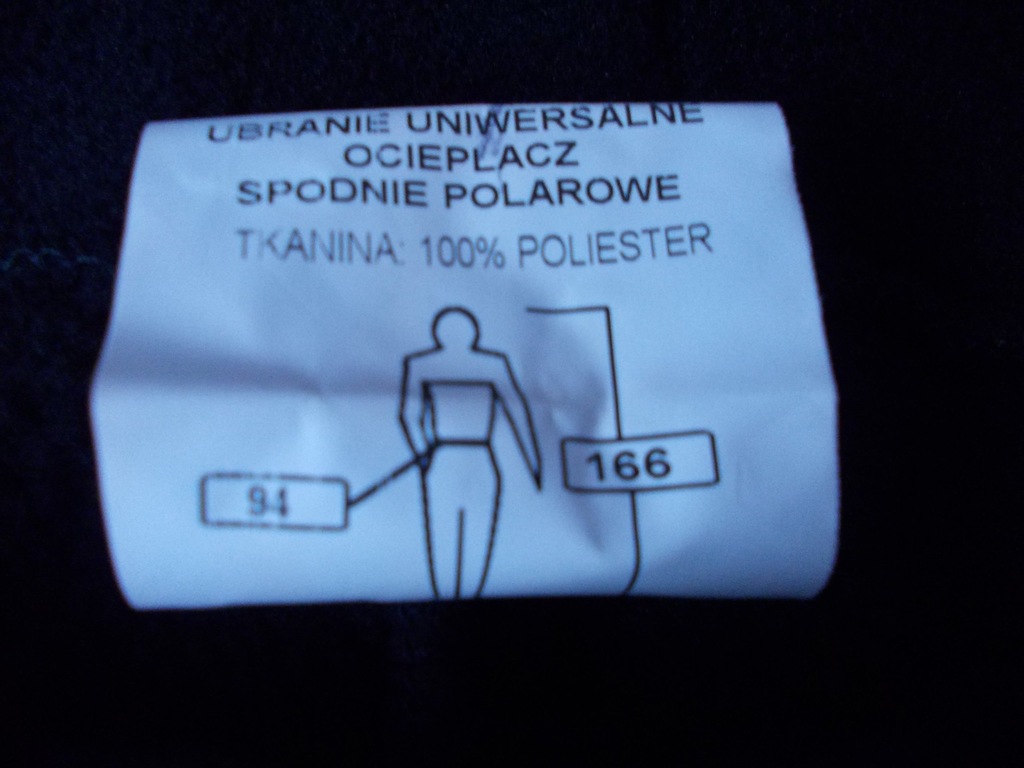 UBRANIE UNIWERSALNE
OCIEPLACZ
SPODNIE POLAROWE
TKANINA: 100% POLIESTER
166
94